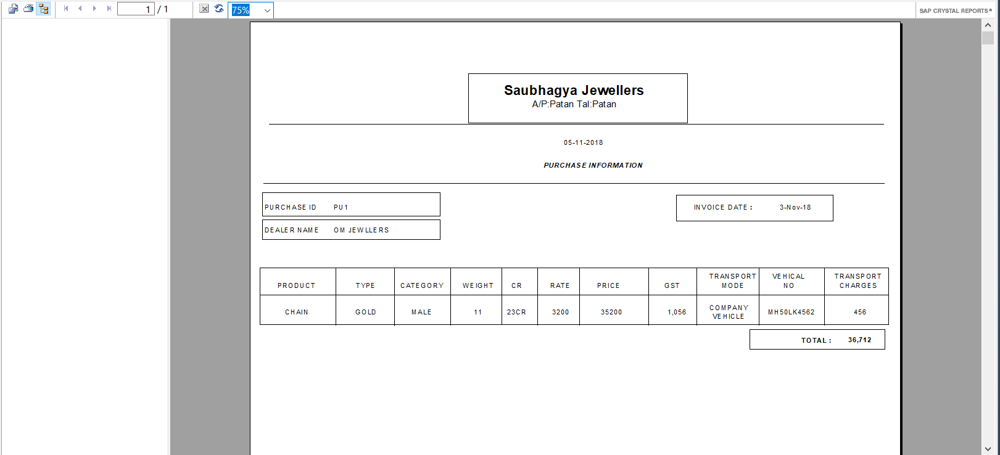 1 / 1 75% SAP CRYSTAL REPORTS®
Saubhagya Jewellers
A/P:Patan Tal:Patan
05-11-2018
PURCHASE INFORMATION
PURCHASE ID PU1
INVOICE DATE : 3-Nov-18
DEALER NAME OM JEWLLERS
PRODUCT TYPE CATEGORY WEIGHT CR RATE PRICE GST TRANSPORT MODE VEHICAL NO TRANSPORT CHARGES
CHAIN GOLD MALE 11 23CR 3200 35200 1,056 COMPANY VEHICLE MH50LK4562 456
TOTAL : 36,712